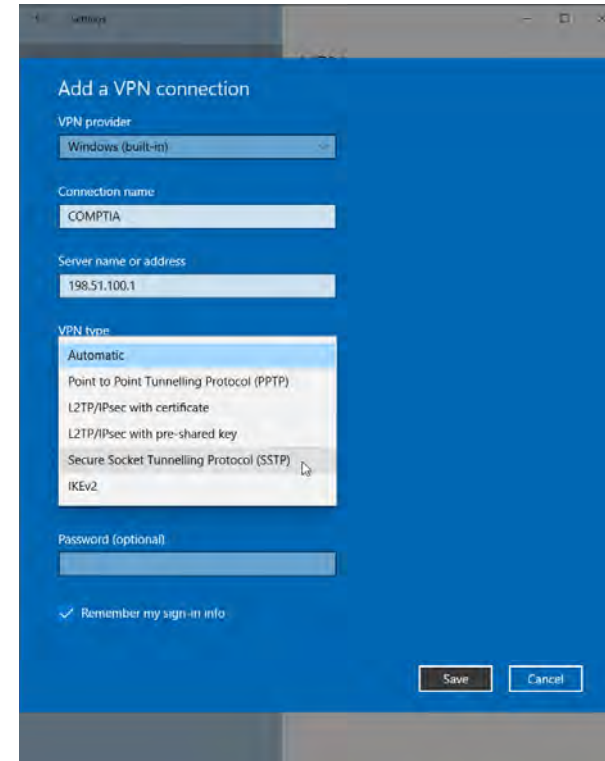 Settings
Add a VPN connection
VPN provider
Windows (built-in)
Connection name
COMPTIA
Server name or address
198.51.100.1
VPN type
Automatic
Point to Point Tunnelling Protocol (PPTP)
L2TP/IPsec with certificate
L2TP/IPsec with pre-shared key
Secure Socket Tunnelling Protocol (SSTP)
IKEv2
Password (optional)
Remember my sign-in info
Save Cancel